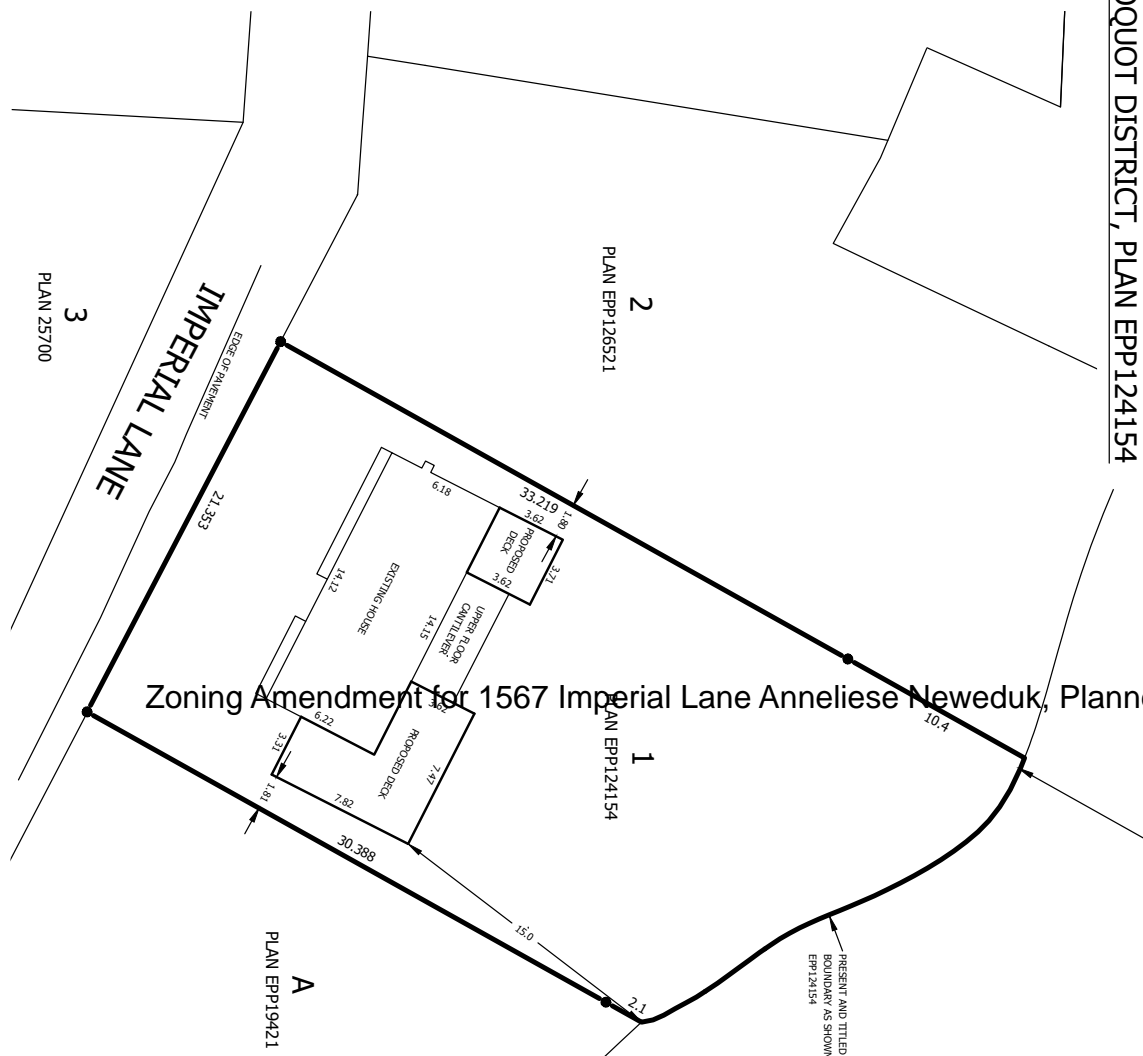 OQUOT DISTRICT, PLAN EPP124154
2
PLAN EPP126521
3
PLAN 25700
IMPERIAL LANE
EDGE OF PAVEMENT
21.353
33.219
1.80
6.18
3.62
PROPOSED
DECK
3.71
3.62
14.12
EXISTING HOUSE
14.15
UPPER FLOOR
CANTILEVER
Zoning Amendment for 1567 Imperial Lane Anneliese Neweduk, Plann
10.4
1
PLAN EPP124154
3.62
6.22
3.31
PROPOSED DECK
7.47
7.82
1.81
30.388
15.0
2.1
PRESENT AND TITLED
BOUNDARY AS SHOWN
EPP124154
A
PLAN EPP19421